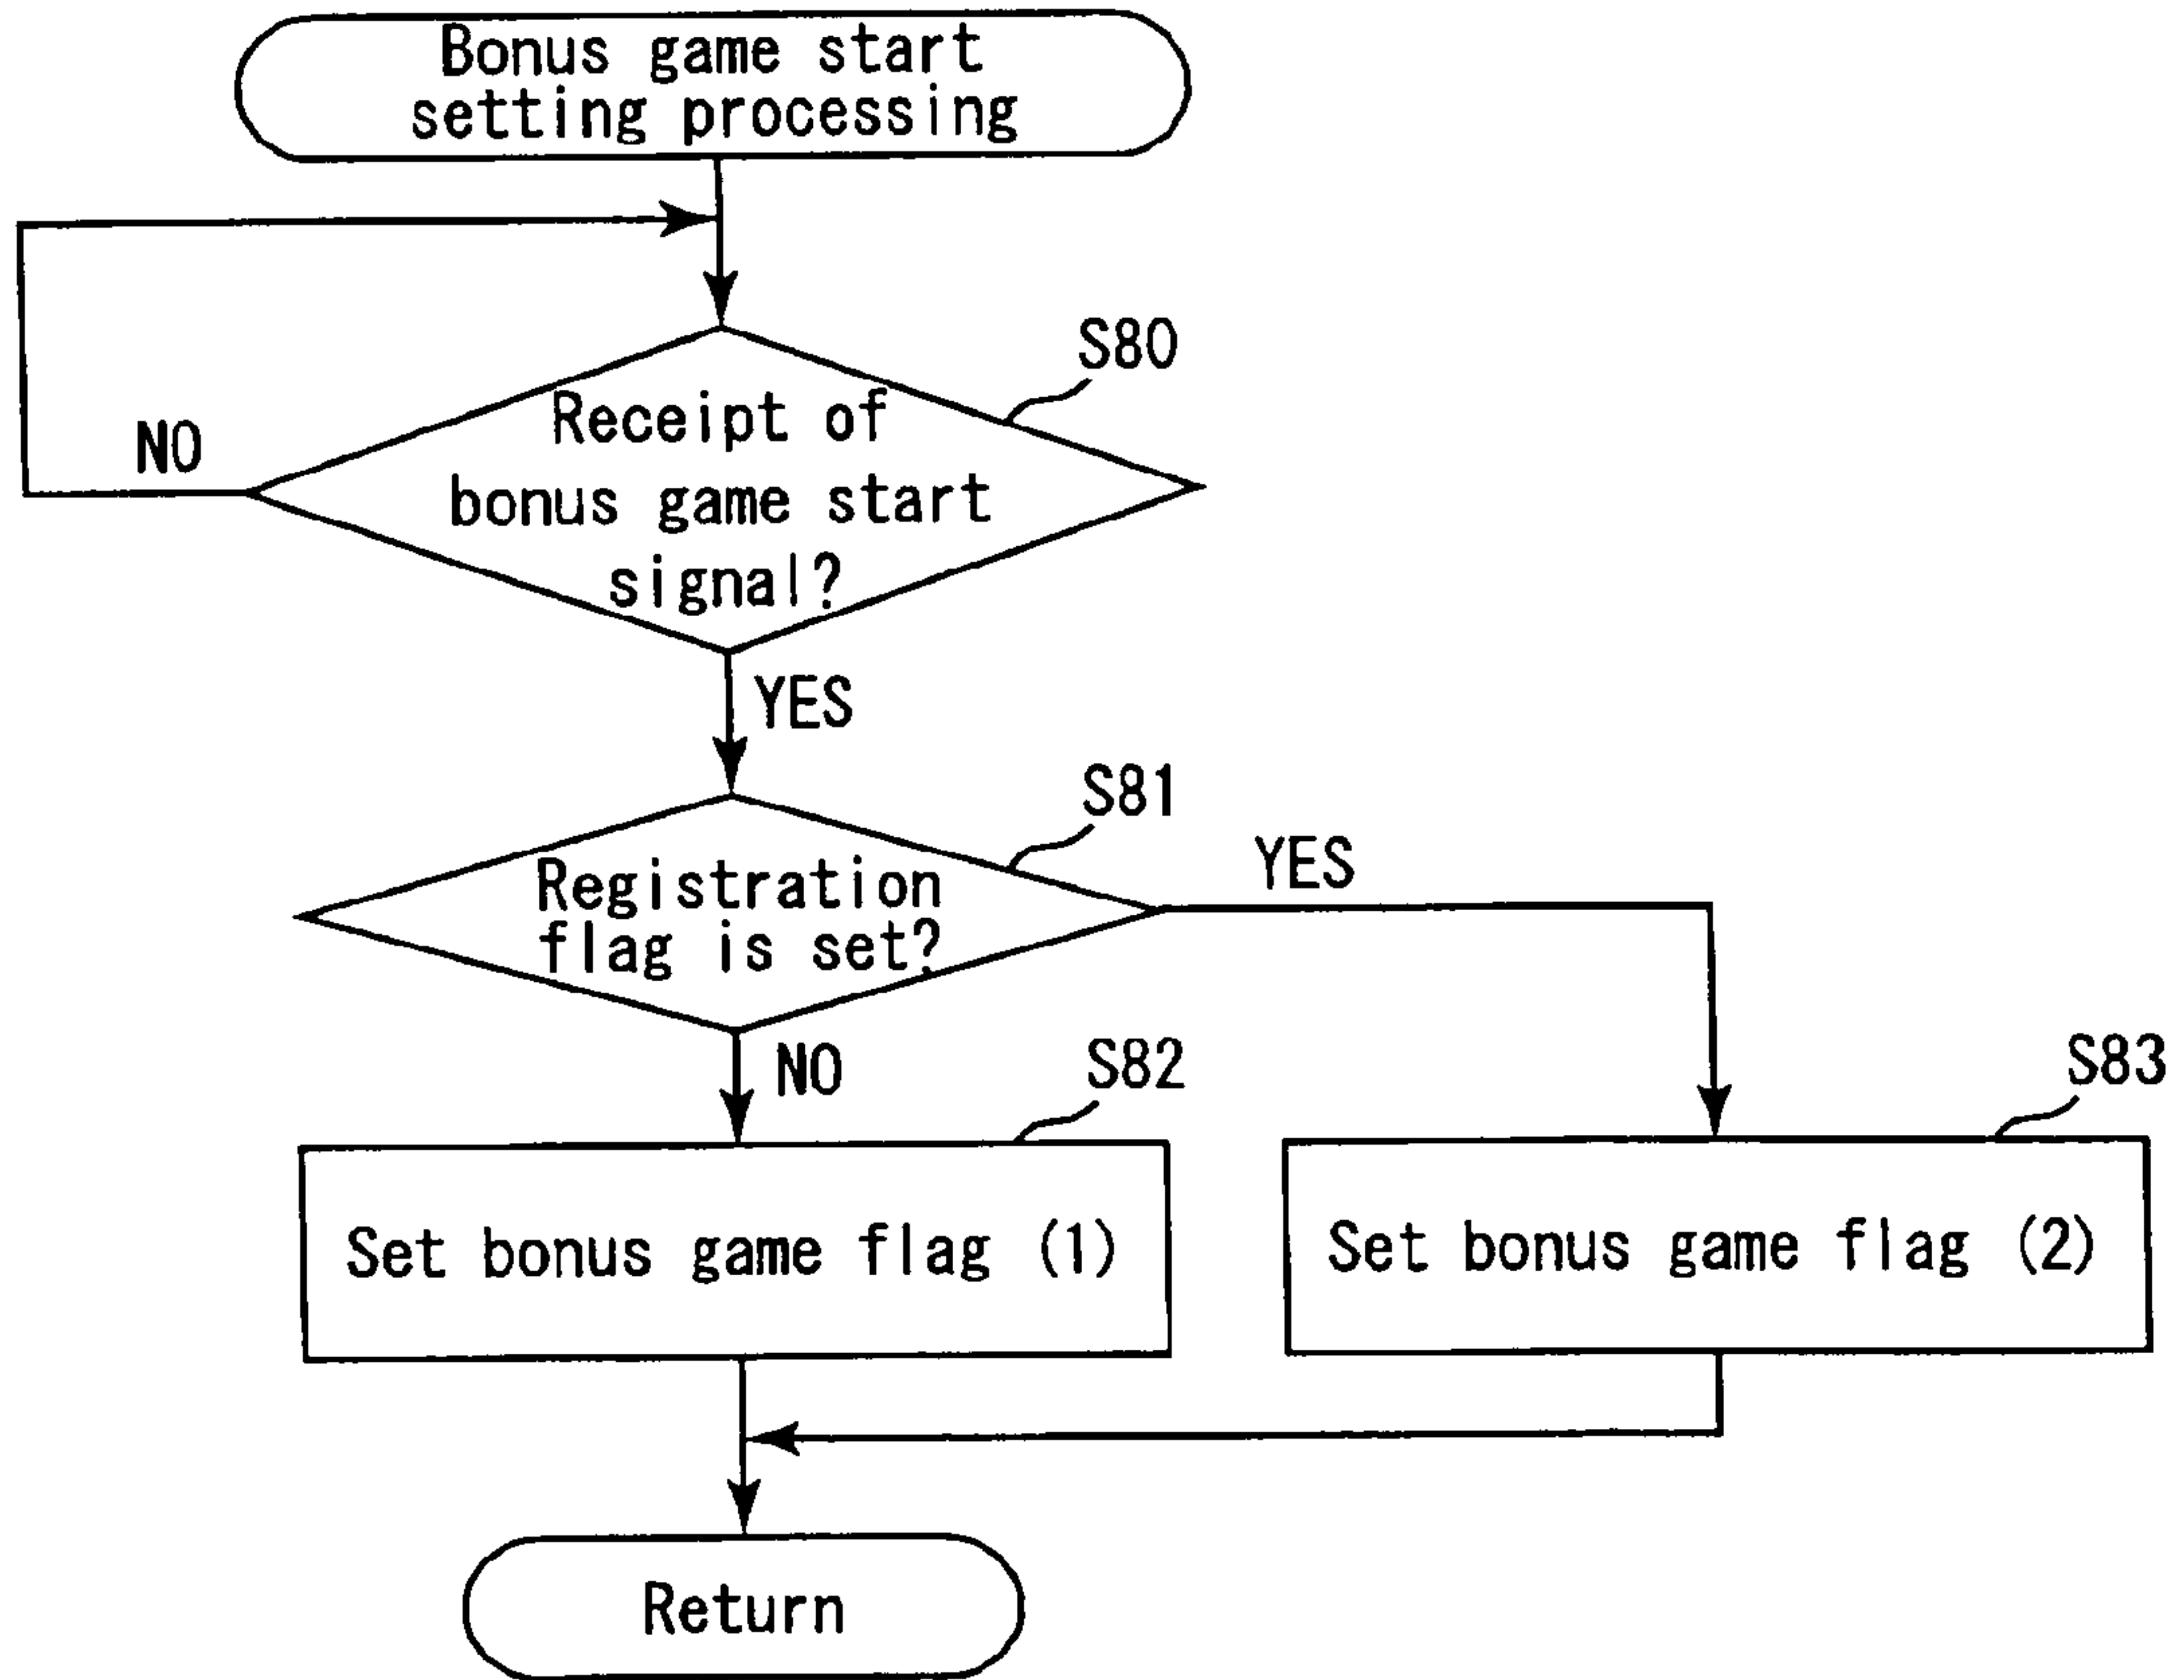 Bonus game start
setting processing
S80
Receipt of
bonus game start
signal?
NO
YES
S81
Registration
flag is set?
YES
NO
S82
S83
Set bonus game flag (1)
Set bonus game flag (2)
Return